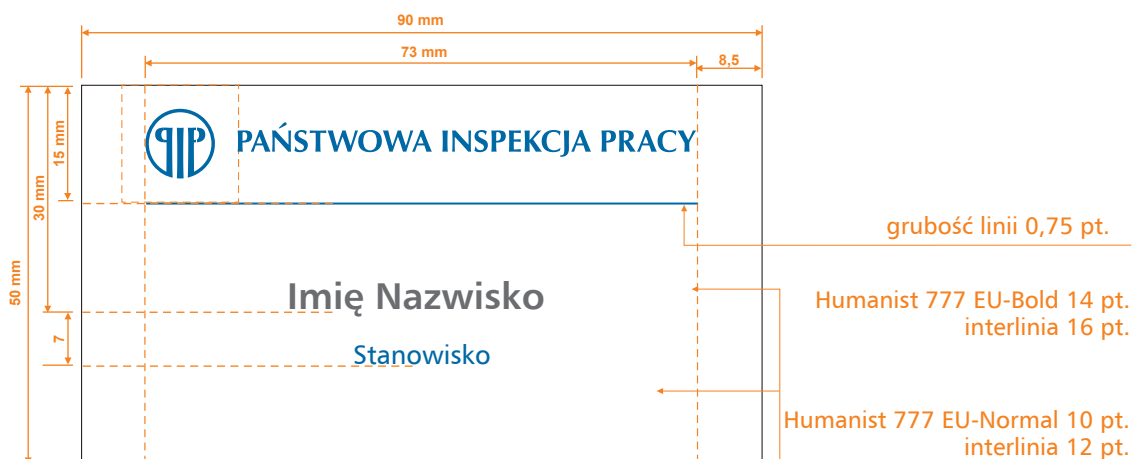 90 mm
73 mm
8,5
15 mm
30 mm
50 mm
7
PIP PAŃSTWOWA INSPEKCJA PRACY
grubość linii 0,75 pt.
Imię Nazwisko
Humanist 777 EU-Bold 14 pt.
interlinia 16 pt.
Stanowisko
Humanist 777 EU-Normal 10 pt.
interlinia 12 pt.